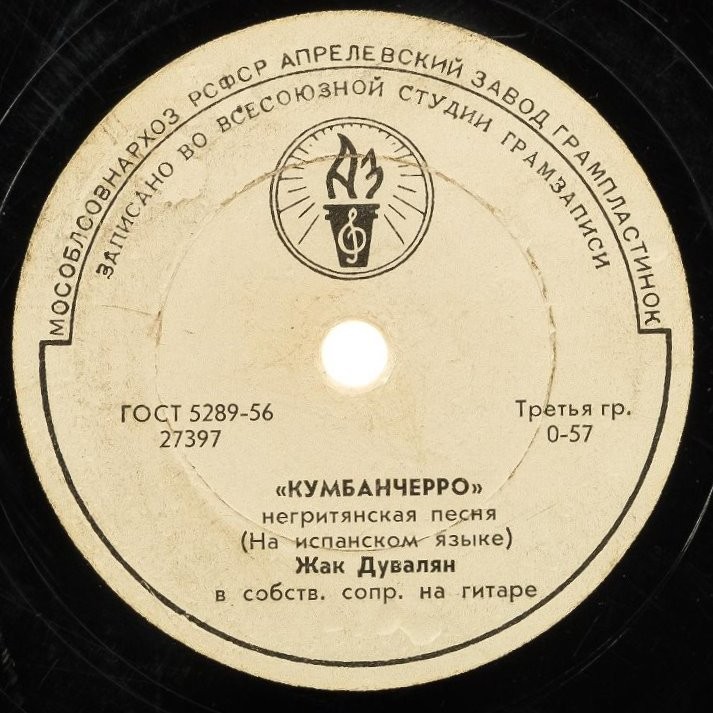 МОСОБЛСОВНАРХОЗ РСФСР АПРЕЛЕВСКИЙ ЗАВОД ГРАМПЛАСТИНОК
ЗАПИСАНО ВО ВСЕСОЮЗНОЙ СТУДИИ ГРАМЗАПИСИ
АЗ
ГОСТ 5289-56
27397
Третья гр.
0-57
«КУМБАНЧЕРРО»
негритянская песня
(На испанском языке)
Жак Дувалян
в собств. сопр. на гитаре